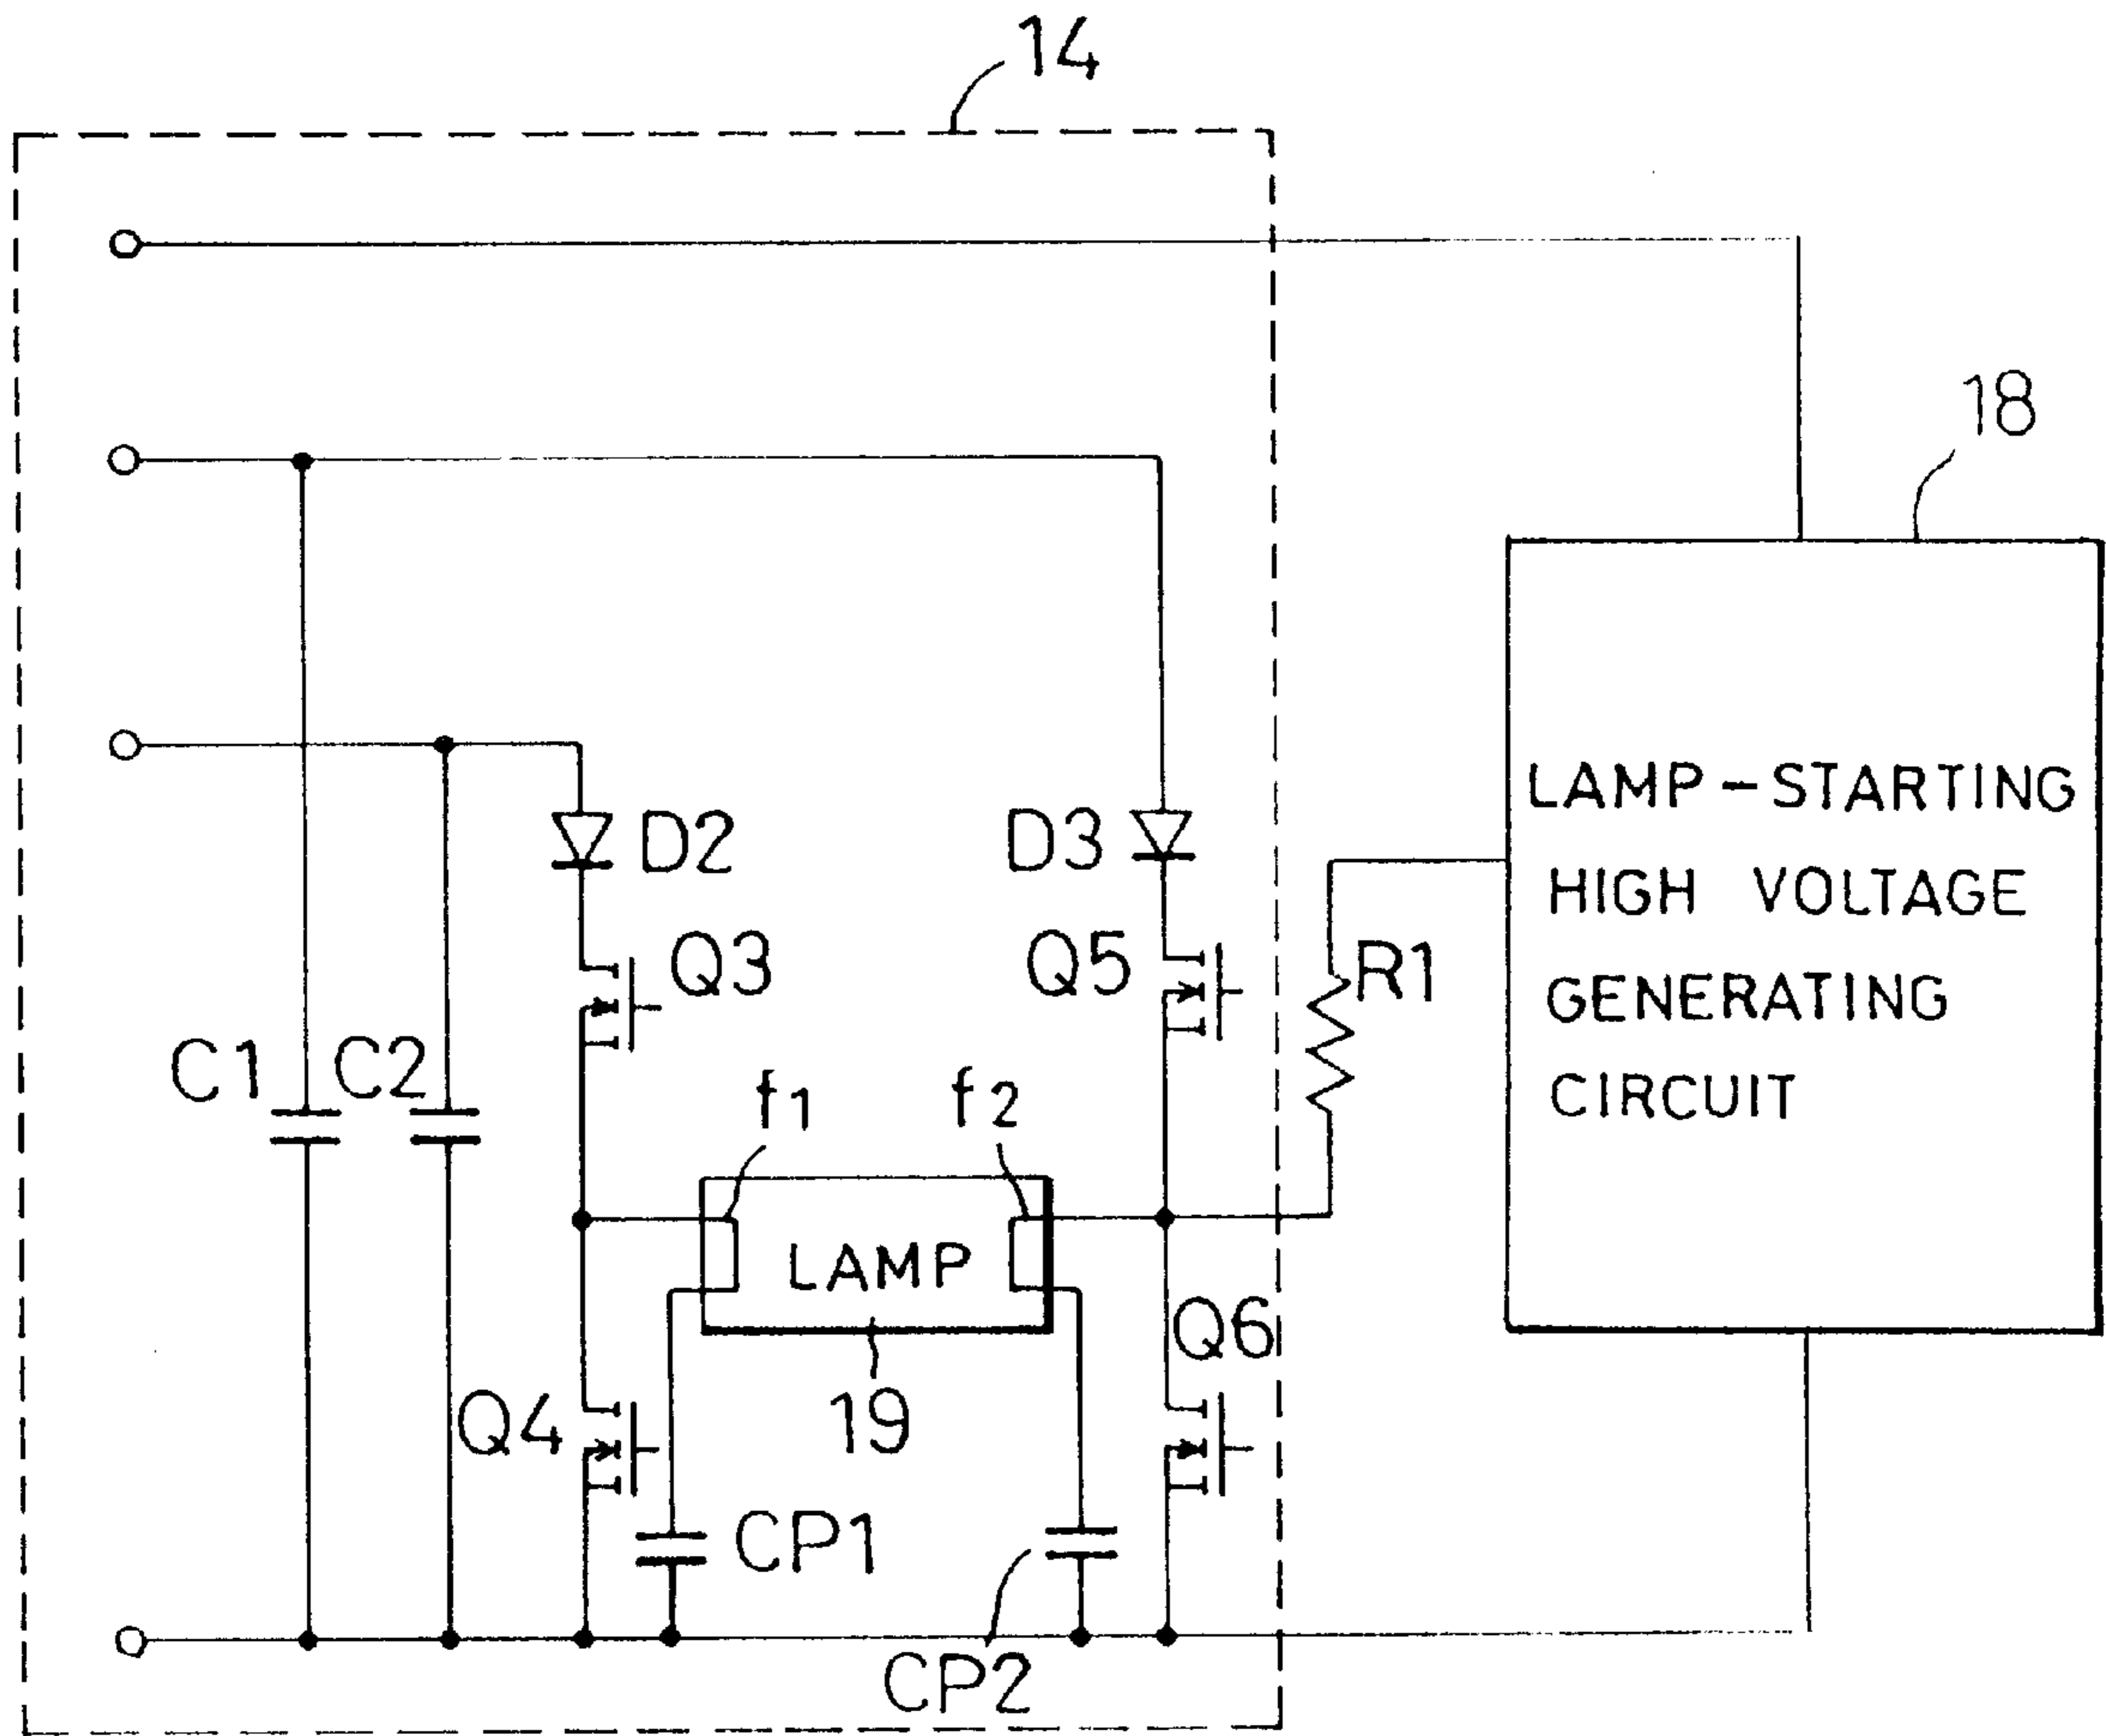 14
18
D2
D3
LAMP-STARTING
HIGH VOLTAGE
GENERATING
CIRCUIT
Q3
Q5
R1
C1
C2
f1
f2
LAMP
Q6
Q4
19
CP1
CP2